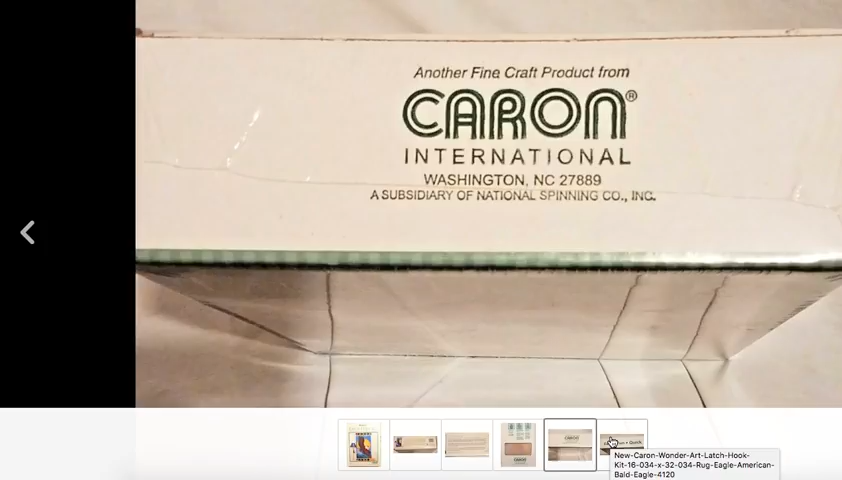 Another Fine Craft Product from
CARON®
INTERNATIONAL
WASHINGTON, NC 27889
A SUBSIDIARY OF NATIONAL SPINNING CO., INC.
New-Caron-Wonder-Art-Latch-Hook-
Kit-16-034-x-32-034-Rug-Eagle-American-
Bald-Eagle-4120